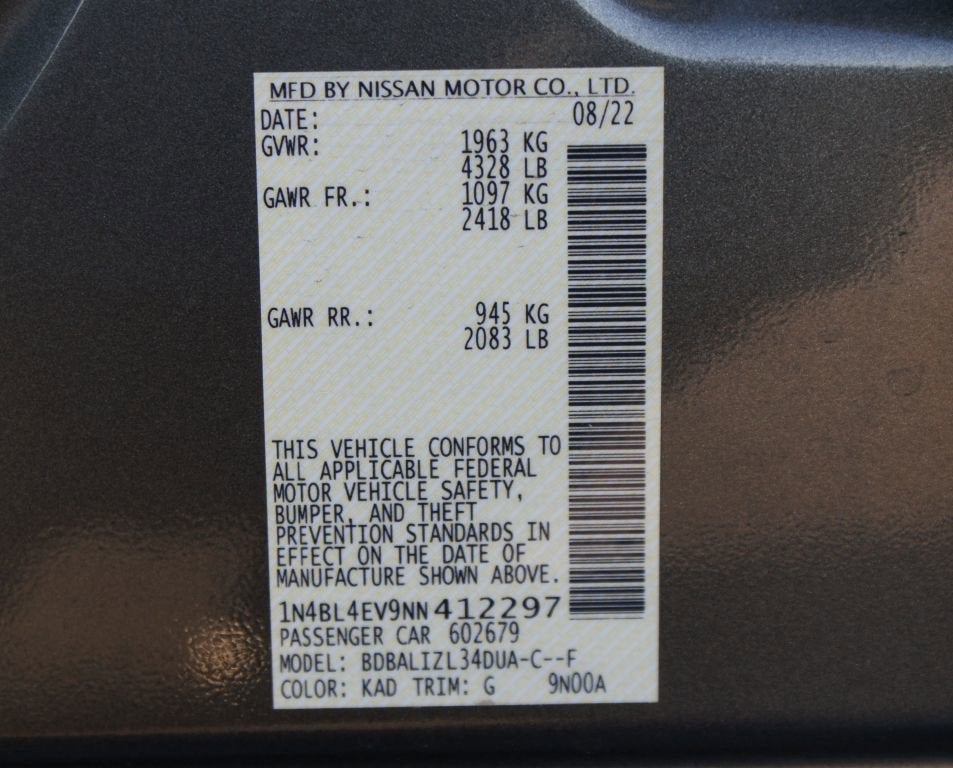 MFD BY NISSAN MOTOR CO., LTD.
DATE: 08/22
GVWR: 1963 KG
4328 LB
GAWR FR.: 1097 KG
2418 LB
GAWR RR.: 945 KG
2083 LB
THIS VEHICLE CONFORMS TO
ALL APPLICABLE FEDERAL
MOTOR VEHICLE SAFETY,
BUMPER, AND THEFT
PREVENTION STANDARDS IN
EFFECT ON THE DATE OF
MANUFACTURE SHOWN ABOVE.
1N4BL4EV9NN412297
PASSENGER CAR 602679
MODEL: BDBALIZL34DUA-C--F
COLOR: KAD TRIM: G 9N00A